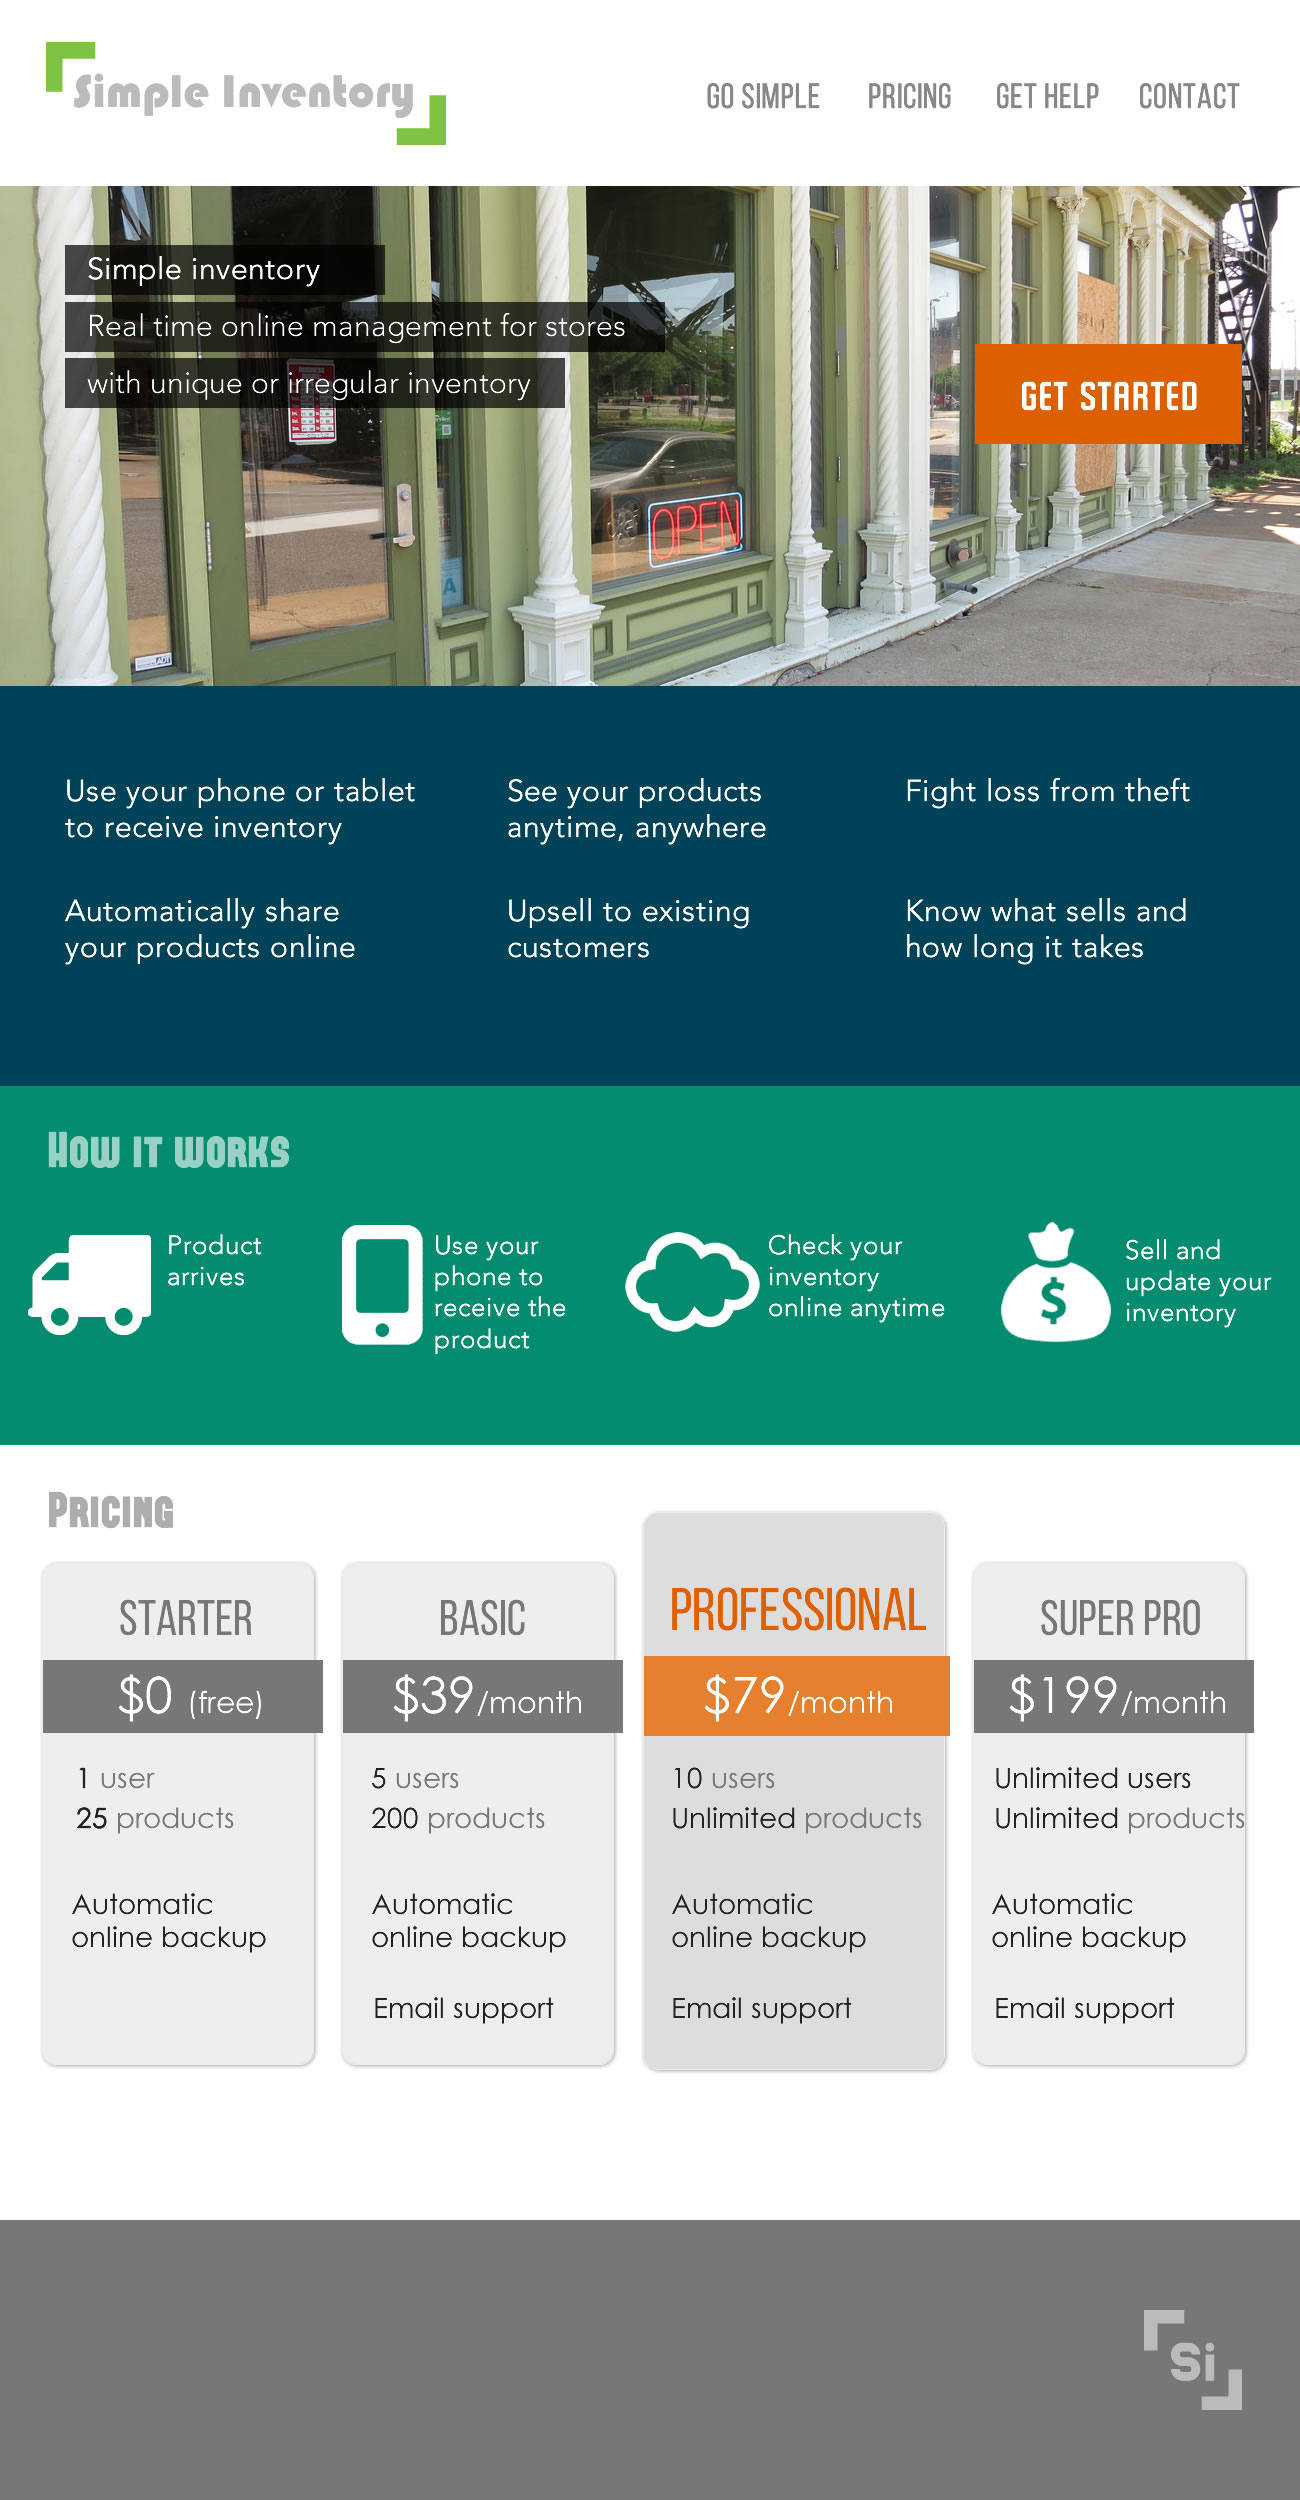 Simple Inventory
GO SIMPLE PRICING GET HELP CONTACT
Simple inventory
Real time online management for stores
with unique or irregular inventory
GET STARTED
OPEN
ADT
Use your phone or tablet
to receive inventory
See your products
anytime, anywhere
Fight loss from theft
Automatically share
your products online
Upsell to existing
customers
Know what sells and
how long it takes
HOW IT WORKS
Product
arrives
Use your
phone to
receive the
product
Check your
inventory
online anytime
$
Sell and
update your
inventory
PRICING
STARTER
$0 (free)
1 user
25 products
Automatic
online backup
BASIC
$39/month
5 users
200 products
Automatic
online backup
Email support
PROFESSIONAL
$79/month
10 users
Unlimited products
Automatic
online backup
Email support
SUPER PRO
$199/month
Unlimited users
Unlimited products
Automatic
online backup
Email support
Si